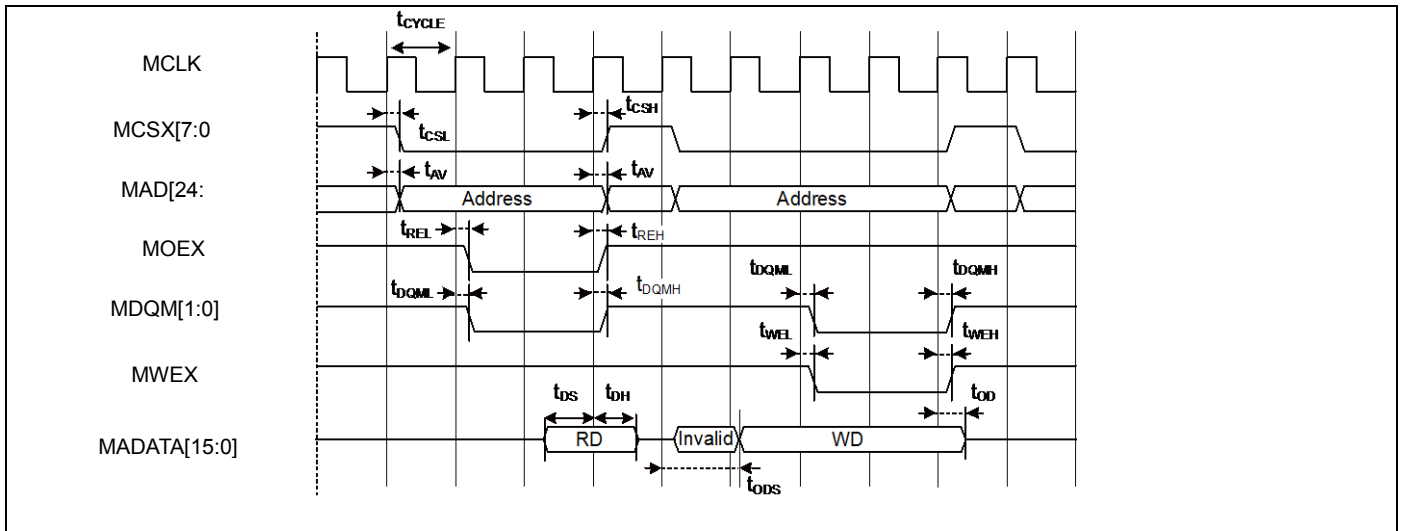 tCYCLE
MCLK
tCSH
MCSX[7:0
tCSL
tAV tAV
MAD[24:
Address Address
tREL tREH
MOEX
tDQML tDQMH
tDQML tDQMH
MDQM[1:0]
tWEL tWEH
MWEX
tDS tDH tOD
RD Invalid WD
MADATA[15:0]
tODS